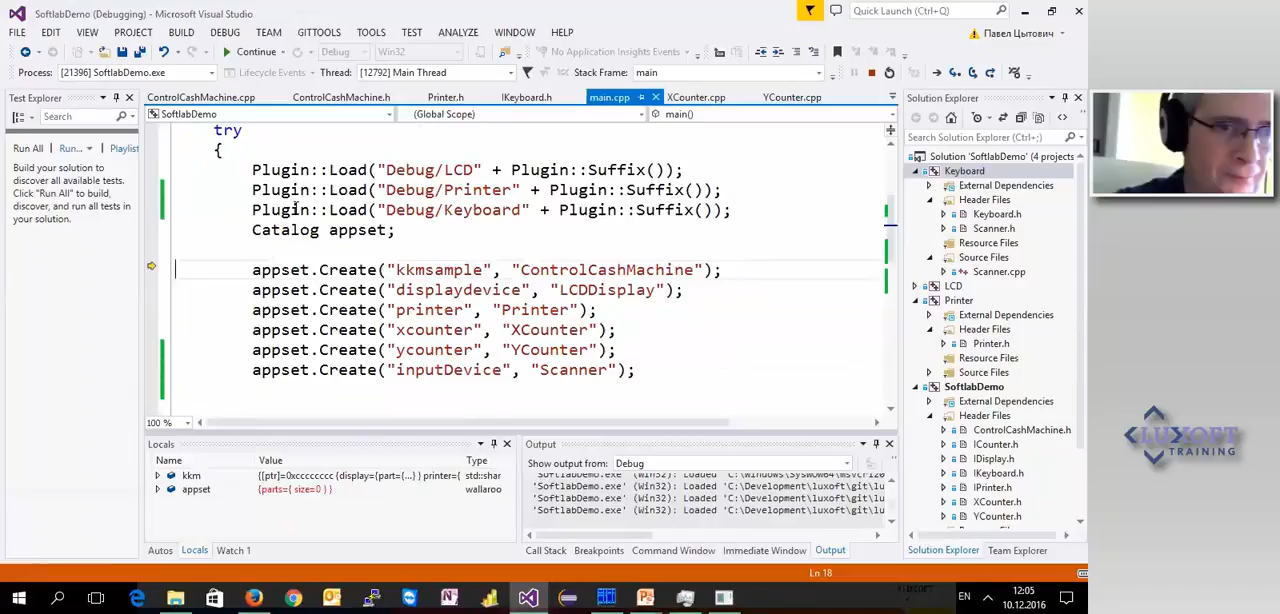 SoftlabDemo (Debugging) - Microsoft Visual Studio
Quick Launch (Ctrl+Q)
FILE EDIT VIEW PROJECT BUILD DEBUG TEAM GITTOOLS TOOLS TEST ANALYZE WINDOW HELP
Павел Цытович
Continue Debug Win32 No Application Insights Events
Process: [21396] SoftlabDemo.exe Lifecycle Events Thread: [12792] Main Thread Stack Frame: main
Test Explorer
Search
Run All Run... Playlist
Build your solution to
discover all available tests.
Click "Run All" to build,
discover, and run all tests in
your solution.
ControlCashMachine.cpp ControlCashMachine.h Printer.h IKeyboard.h main.cpp XCounter.cpp YCounter.cpp
SoftlabDemo (Global Scope) main()
try
{
Plugin::Load("Debug/LCD" + Plugin::Suffix());
Plugin::Load("Debug/Printer" + Plugin::Suffix());
Plugin::Load("Debug/Keyboard" + Plugin::Suffix());
Catalog appset;
appset.Create("kkmsample", "ControlCashMachine");
appset.Create("displaydevice", "LCDDisplay");
appset.Create("printer", "Printer");
appset.Create("xcounter", "XCounter");
appset.Create("ycounter", "YCounter");
appset.Create("inputDevice", "Scanner");
100 %
Locals
Name Value Type
kkm {[ptr]=0xcccccccc {display={part={...} } printer={ std::shar
appset {parts={ size=0 } } wallaroo
Autos Locals Watch 1
Output
Show output from: Debug
'SoftlabDemo.exe' (Win32): Loaded 'C:\Windows\SysWOW64\msvcr
'SoftlabDemo.exe' (Win32): Loaded 'C:\Development\luxoft\git\lu
'SoftlabDemo.exe' (Win32): Loaded 'C:\Development\luxoft\git\lu
'SoftlabDemo.exe' (Win32): Loaded 'C:\Development\luxoft\git\lu
Call Stack Breakpoints Command Window Immediate Window Output
Solution Explorer
Search Solution Explorer (Ctrl+;)
Solution 'SoftlabDemo' (4 projects
Keyboard
External Dependencies
Header Files
Keyboard.h
Scanner.h
Resource Files
Source Files
Scanner.cpp
LCD
Printer
External Dependencies
Header Files
Printer.h
Resource Files
Source Files
SoftlabDemo
External Dependencies
Header Files
ControlCashMachine.h
ICounter.h
IDisplay.h
IKeyboard.h
IPrinter.h
XCounter.h
YCounter.h
Solution Explorer Team Explorer
Ln 18
LUXOFT
TRAINING
EN
12:05
10.12.2016